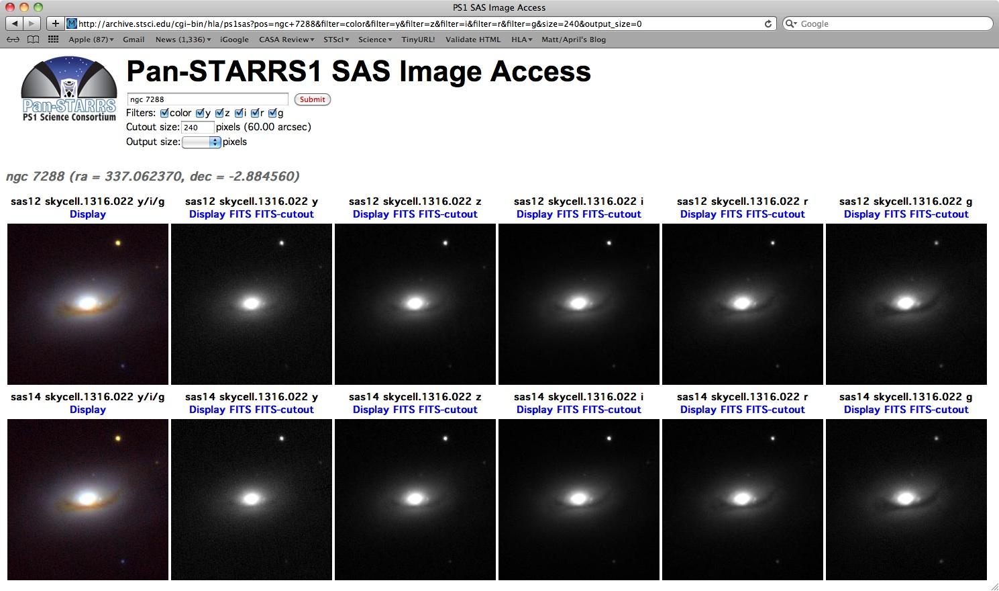 PS1 SAS Image Access
http://archive.stsci.edu/cgi-bin/hla/ps1sas?pos=ngc+7288&filter=color&filter=y&filter=z&filter=i&filter=r&filter=g&size=240&output_size=0
Google
Apple (87) Gmail News (1,336) iGoogle CASA Review STScI Science TinyURL! Validate HTML HLA Matt/April's Blog
Pan-STARRS
PS1 Science Consortium
Pan-STARRS1 SAS Image Access
ngc 7288 Submit
Filters: color y z i r g
Cutout size: 240 pixels (60.00 arcsec)
Output size: pixels
ngc 7288 (ra = 337.062370, dec = -2.884560)
sas12 skycell.1316.022 y/i/g sas12 skycell.1316.022 y sas12 skycell.1316.022 z sas12 skycell.1316.022 i sas12 skycell.1316.022 r sas12 skycell.1316.022 g
Display Display FITS FITS-cutout Display FITS FITS-cutout Display FITS FITS-cutout Display FITS FITS-cutout Display FITS FITS-cutout
sas14 skycell.1316.022 y/i/g sas14 skycell.1316.022 y sas14 skycell.1316.022 z sas14 skycell.1316.022 i sas14 skycell.1316.022 r sas14 skycell.1316.022 g
Display Display FITS FITS-cutout Display FITS FITS-cutout Display FITS FITS-cutout Display FITS FITS-cutout Display FITS FITS-cutout